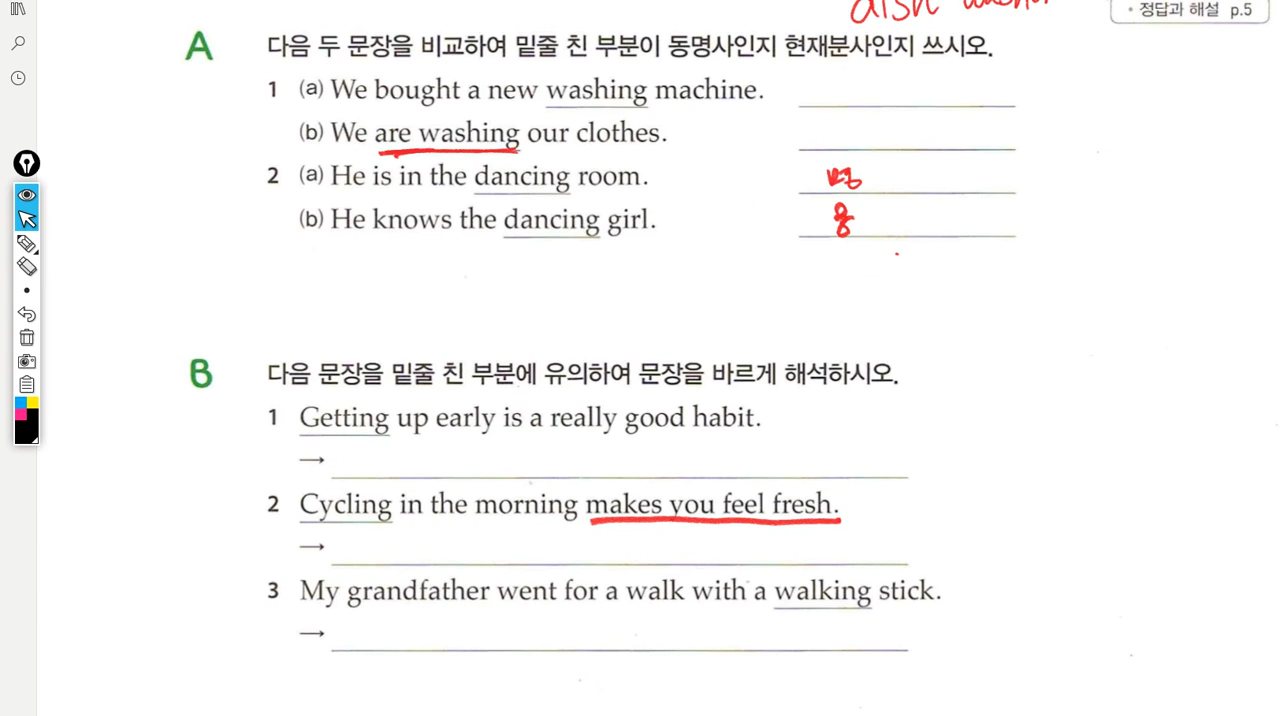 • 정답과 해설 p.5
A 다음 두 문장을 비교하여 밑줄 친 부분이 동명사인지 현재분사인지 쓰시오.
1 (a) We bought a new washing machine.
(b) We are washing our clothes.
2 (a) He is in the dancing room.
(b) He knows the dancing girl.
B 다음 문장을 밑줄 친 부분에 유의하여 문장을 바르게 해석하시오.
1 Getting up early is a really good habit.
→
2 Cycling in the morning makes you feel fresh.
→
3 My grandfather went for a walk with a walking stick.
→